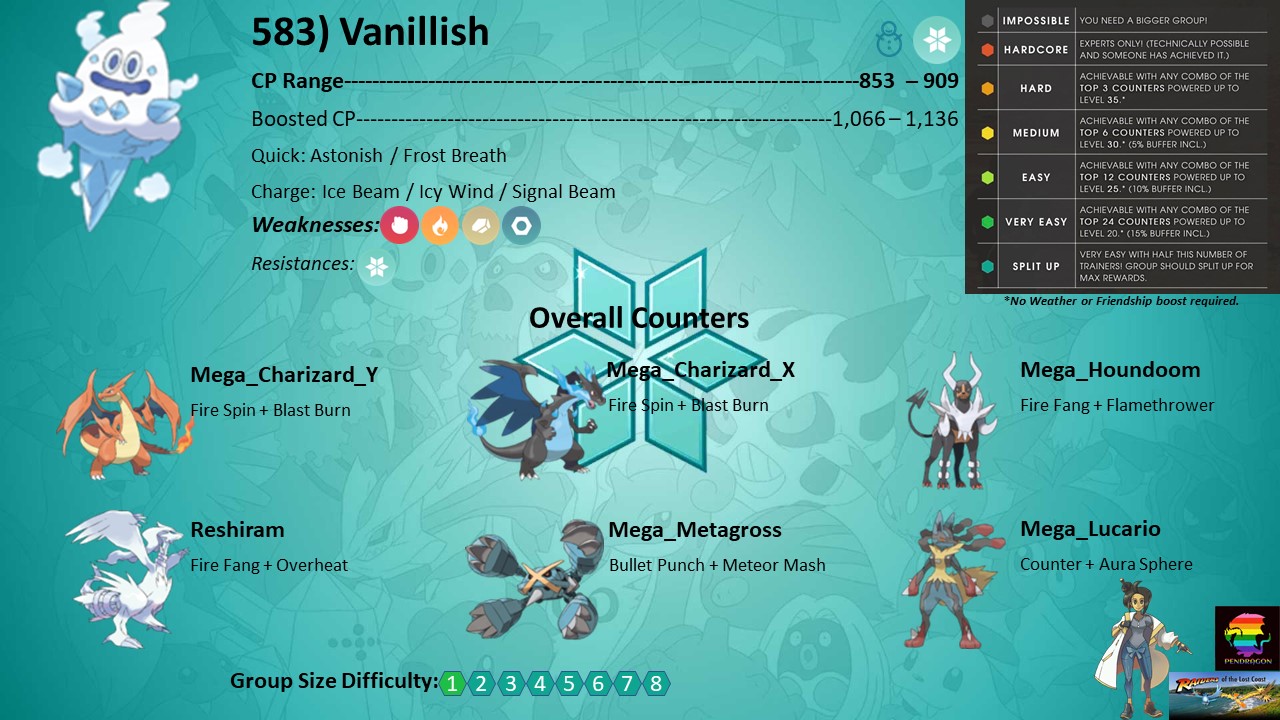 583) Vanillish
CP Range------------------------------------------------------------------------853 – 909
Boosted CP-------------------------------------------------------------------------------1,066 – 1,136
Quick: Astonish / Frost Breath
Charge: Ice Beam / Icy Wind / Signal Beam
Weaknesses:
Resistances:
IMPOSSIBLE YOU NEED A BIGGER GROUP!
HARDCORE EXPERTS ONLY! (TECHNICALLY POSSIBLE
AND SOMEONE HAS ACHIEVED IT.)
HARD ACHIEVABLE WITH ANY COMBO OF THE
TOP 3 COUNTERS POWERED UP TO
LEVEL 35.*
MEDIUM ACHIEVABLE WITH ANY COMBO OF THE
TOP 6 COUNTERS POWERED UP TO
LEVEL 30.* (5% BUFFER INCL.)
EASY ACHIEVABLE WITH ANY COMBO OF THE
TOP 12 COUNTERS POWERED UP TO
LEVEL 25.* (10% BUFFER INCL.)
VERY EASY ACHIEVABLE WITH ANY COMBO OF THE
TOP 24 COUNTERS POWERED UP TO
LEVEL 20.* (15% BUFFER INCL.)
SPLIT UP VERY EASY WITH HALF THIS NUMBER OF
TRAINERS! GROUP SHOULD SPLIT UP FOR
MAX REWARDS.
*No Weather or Friendship boost required.
Overall Counters
Mega_Charizard_Y
Fire Spin + Blast Burn
Mega_Charizard_X
Fire Spin + Blast Burn
Mega_Houndoom
Fire Fang + Flamethrower
Reshiram
Fire Fang + Overheat
Mega_Metagross
Bullet Punch + Meteor Mash
Mega_Lucario
Counter + Aura Sphere
Group Size Difficulty: 1 2 3 4 5 6 7 8
PENDRAGON
RAIDERS of the Lost Coast